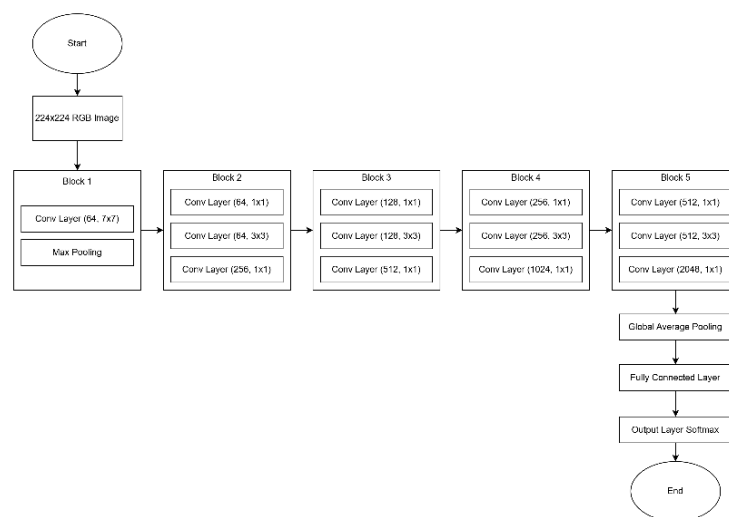 Start
224x224 RGB Image
Block 1
Conv Layer (64, 7x7)
Max Pooling
Block 2
Conv Layer (64, 1x1)
Conv Layer (64, 3x3)
Conv Layer (256, 1x1)
Block 3
Conv Layer (128, 1x1)
Conv Layer (128, 3x3)
Conv Layer (512, 1x1)
Block 4
Conv Layer (256, 1x1)
Conv Layer (256, 3x3)
Conv Layer (1024, 1x1)
Block 5
Conv Layer (512, 1x1)
Conv Layer (512, 3x3)
Conv Layer (2048, 1x1)
Global Average Pooling
Fully Connected Layer
Output Layer Softmax
End